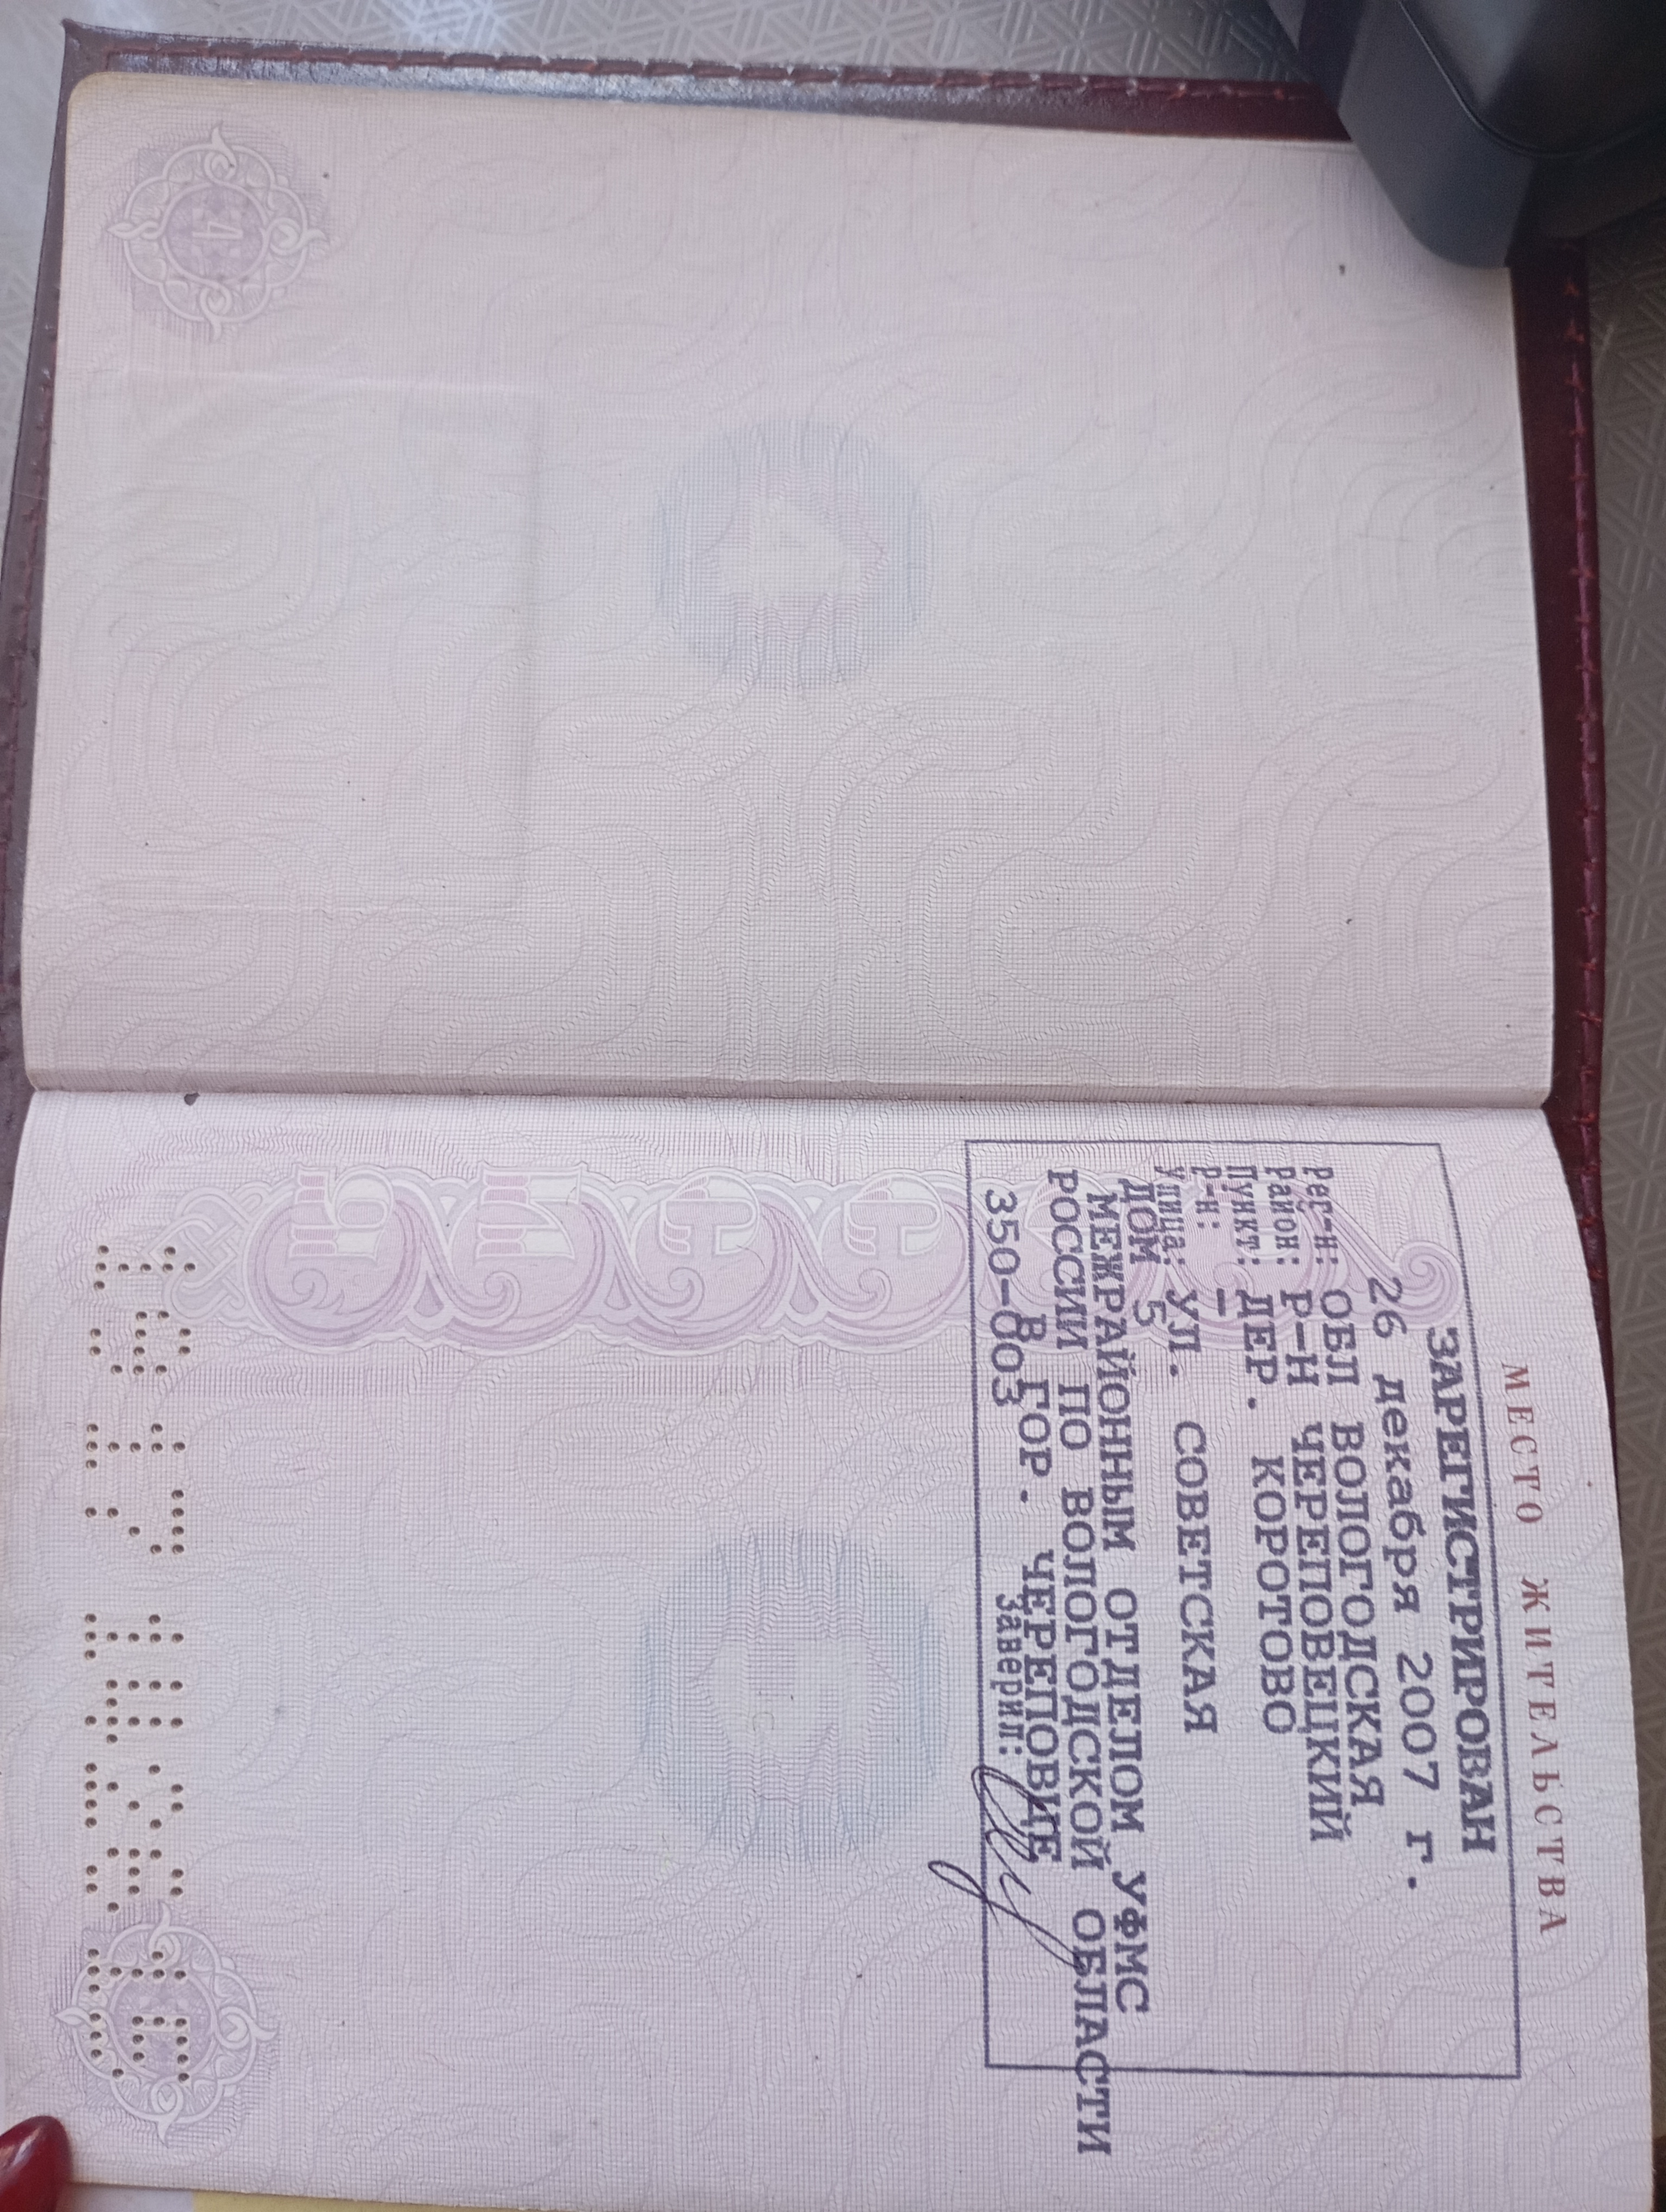 4
МЕСТО ЖИТЕЛЬСТВА
ЗАРЕГИСТРИРОВАН
26 декабря 2007 г.
Рег-н: ОБЛ ВОЛОГОДСКАЯ
Район: Р-Н ЧЕРЕПОВЕЦКИЙ
Пункт: ДЕР. КОРОТОВО
Р-н: —
Улица: УЛ. СОВЕТСКАЯ
ДОМ 5
МЕЖРАЙОННЫМ ОТДЕЛОМ УФМС
РОССИИ ПО ВОЛОГОДСКОЙ ОБЛАСТИ
В ГОР. ЧЕРЕПОВЦЕ
350-003 Заверил: